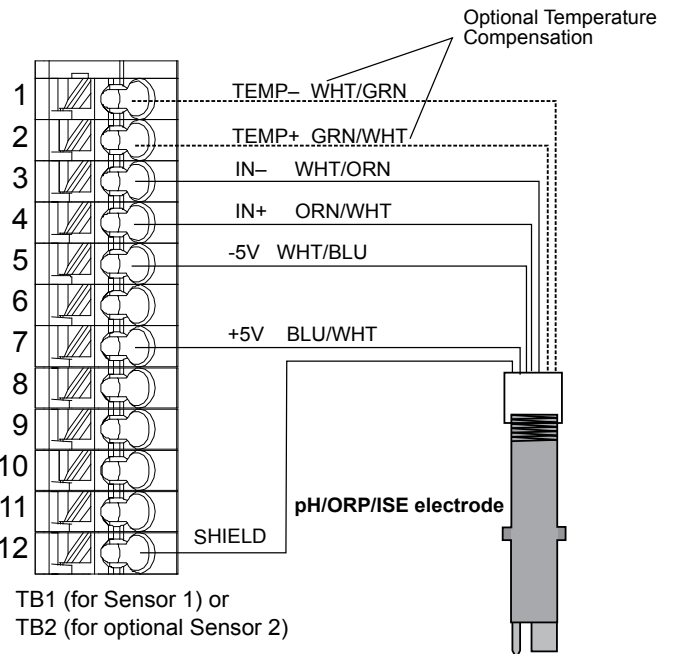 Optional Temperature
Compensation
1 TEMP– WHT/GRN
2 TEMP+ GRN/WHT
3 IN– WHT/ORN
4 IN+ ORN/WHT
5 -5V WHT/BLU
6
7 +5V BLU/WHT
8
9
10
11
pH/ORP/ISE electrode
12 SHIELD
TB1 (for Sensor 1) or
TB2 (for optional Sensor 2)